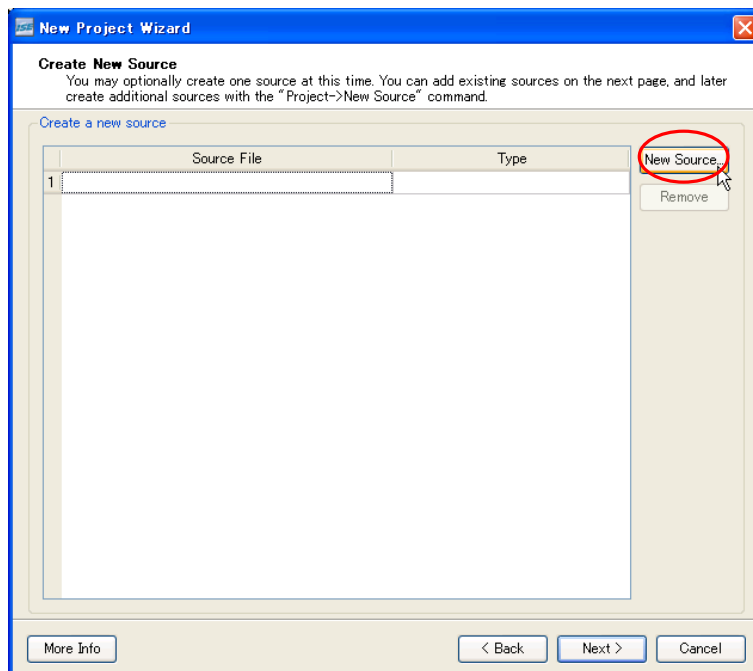 ISE New Project Wizard
Create New Source
You may optionally create one source at this time. You can add existing sources on the next page, and later
create additional sources with the "Project->New Source" command.
Create a new source
Source File Type
New Source...
1
Remove
More Info < Back Next > Cancel